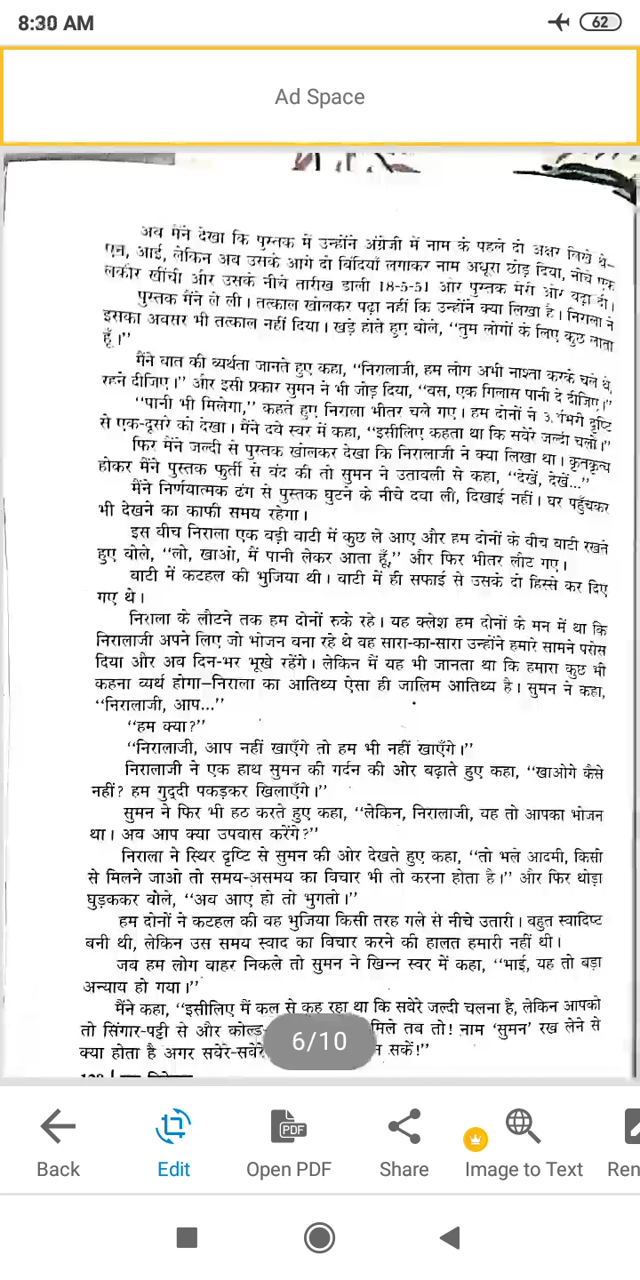 8:30 AM
62
Ad Space
अब मैंने देखा कि पुस्तक में उन्होंने अंग्रेजी में नाम के पहले दो अक्षर लिखे थे–
एन, आई, लेकिन अब उसके आगे दो बिंदियाँ लगाकर नाम अधूरा छोड़ दिया, नीचे एक
लकीर खींची और उसके नीचे तारीख डाली 18-5-51 और पुस्तक मेरी ओर बढ़ा दी।
पुस्तक मैंने ले ली। तत्काल खोलकर पढ़ा नहीं कि उन्होंने क्या लिखा है। निराला ने
इसका अवसर भी तत्काल नहीं दिया। खड़े होते हुए बोले, “तुम लोगों के लिए कुछ लाता
हूँ।”
मैंने बात की व्यर्थता जानते हुए कहा, “निरालाजी, हम लोग अभी नाश्ता करके चले थे,
रहने दीजिए।” और इसी प्रकार सुमन ने भी जोड़ दिया, “बस, एक गिलास पानी दे दीजिए।”
“पानी भी मिलेगा,” कहते हुए निराला भीतर चले गए। हम दोनों ने दृष्टि
से एक-दूसरे को देखा। मैंने दबे स्वर में कहा, “इसीलिए कहता था कि सवेरे जल्दी चलो।”
फिर मैंने जल्दी से पुस्तक खोलकर देखा कि निरालाजी ने क्या लिखा था। कृतकृत्य
होकर मैंने पुस्तक फुर्ती से बंद की तो सुमन ने उतावली से कहा, “देखें, देखें...”
मैंने निर्णयात्मक ढंग से पुस्तक घुटने के नीचे दबा ली, दिखाई नहीं। घर पहुँचकर
भी देखने का काफी समय रहेगा।
इस बीच निराला एक बड़ी बाटी में कुछ ले आए और हम दोनों के बीच बाटी रखते
हुए बोले, “लो, खाओ, मैं पानी लेकर आता हूँ,” और फिर भीतर लौट गए।
बाटी में कटहल की भुजिया थी। बाटी में ही सफाई से उसके दो हिस्से कर दिए
गए थे।
निराला के लौटने तक हम दोनों रुके रहे। यह क्लेश हम दोनों के मन में था कि
निरालाजी अपने लिए जो भोजन बना रहे थे वह सारा-का-सारा उन्होंने हमारे सामने परोस
दिया और अब दिन-भर भूखे रहेंगे। लेकिन मैं यह भी जानता था कि हमारा कुछ भी
कहना व्यर्थ होगा–निराला का आतिथ्य ऐसा ही जालिम आतिथ्य है। सुमन ने कहा,
“निरालाजी, आप...”
“हम क्या?”
“निरालाजी, आप नहीं खाएँगे तो हम भी नहीं खाएँगे।”
निरालाजी ने एक हाथ सुमन की गर्दन की ओर बढ़ाते हुए कहा, “खाओगे कैसे
नहीं? हम गुद्दी पकड़कर खिलाएँगे।”
सुमन ने फिर भी हठ करते हुए कहा, “लेकिन, निरालाजी, यह तो आपका भोजन
था। अब आप क्या उपवास करेंगे?”
निराला ने स्थिर दृष्टि से सुमन की ओर देखते हुए कहा, “तो भले आदमी, किसी
से मिलने जाओ तो समय-असमय का विचार भी तो करना होता है।” और फिर थोड़ा
घुड़ककर बोले, “अब आए हो तो भुगतो।”
हम दोनों ने कटहल की वह भुजिया किसी तरह गले से नीचे उतारी। बहुत स्वादिष्ट
बनी थी, लेकिन उस समय स्वाद का विचार करने की हालत हमारी नहीं थी।
जब हम लोग बाहर निकले तो सुमन ने खिन्न स्वर में कहा, “भाई, यह तो बड़ा
अन्याय हो गया।”
मैंने कहा, “इसीलिए मैं कल से कह रहा था कि सवेरे जल्दी चलना है, लेकिन आपको
तो सिंगार-पट्टी से और कोल्ड- मिले तब तो! नाम ‘सुमन’ रख लेने से
क्या होता है अगर सवेरे-सवेरे न सकें!”
6/10
Back
Edit
PDF
Open PDF
Share
Image to Text
Ren